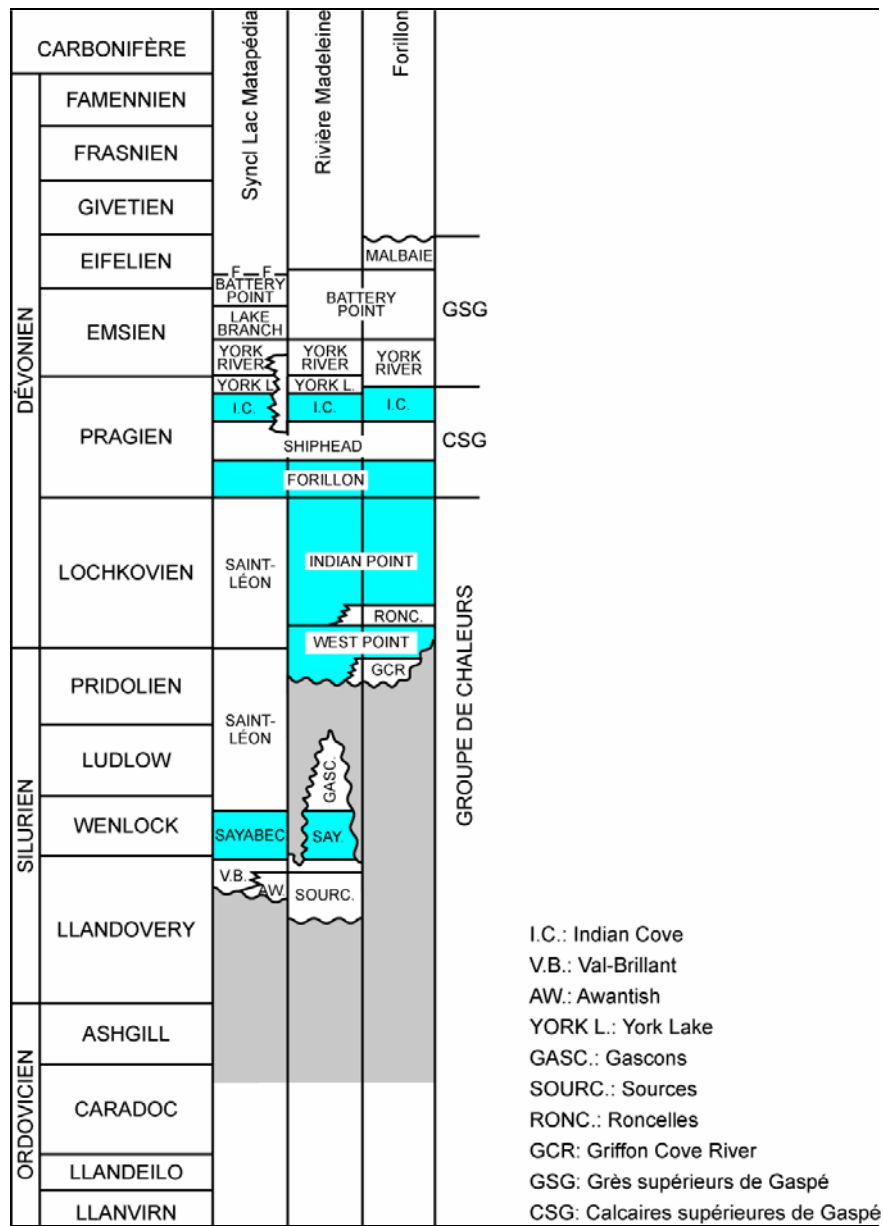 Syncl Lac Matapédia
Rivière Madeleine
Forillon
CARBONIFÈRE
DÉVONIEN
FAMENNIEN
FRASNIEN
GIVETIEN
EIFELIEN
EMSIEN
PRAGIEN
LOCHKOVIEN
SILURIEN
PRIDOLIEN
LUDLOW
WENLOCK
LLANDOVERY
ORDOVICIEN
ASHGILL
CARADOC
LLANDEILO
LLANVIRN
MALBAIE
F F
BATTERY
POINT
BATTERY
POINT
LAKE
BRANCH
YORK
RIVER
YORK
RIVER
YORK
RIVER
YORK L
YORK L.
I.C.
I.C.
I.C.
SHIPHEAD
FORILLON
SAINT-
LÉON
INDIAN POINT
RONC.
WEST POINT
GCR
SAINT-
LÉON
GASC.
SAYABEC
SAY.
V.B.
AW.
SOURC.
GSG
CSG
GROUPE DE CHALEURS
I.C.: Indian Cove
V.B.: Val-Brillant
AW.: Awantish
YORK L.: York Lake
GASC.: Gascons
SOURC.: Sources
RONC.: Roncelles
GCR: Griffon Cove River
GSG: Grès supérieurs de Gaspé
CSG: Calcaires supérieures de Gaspé